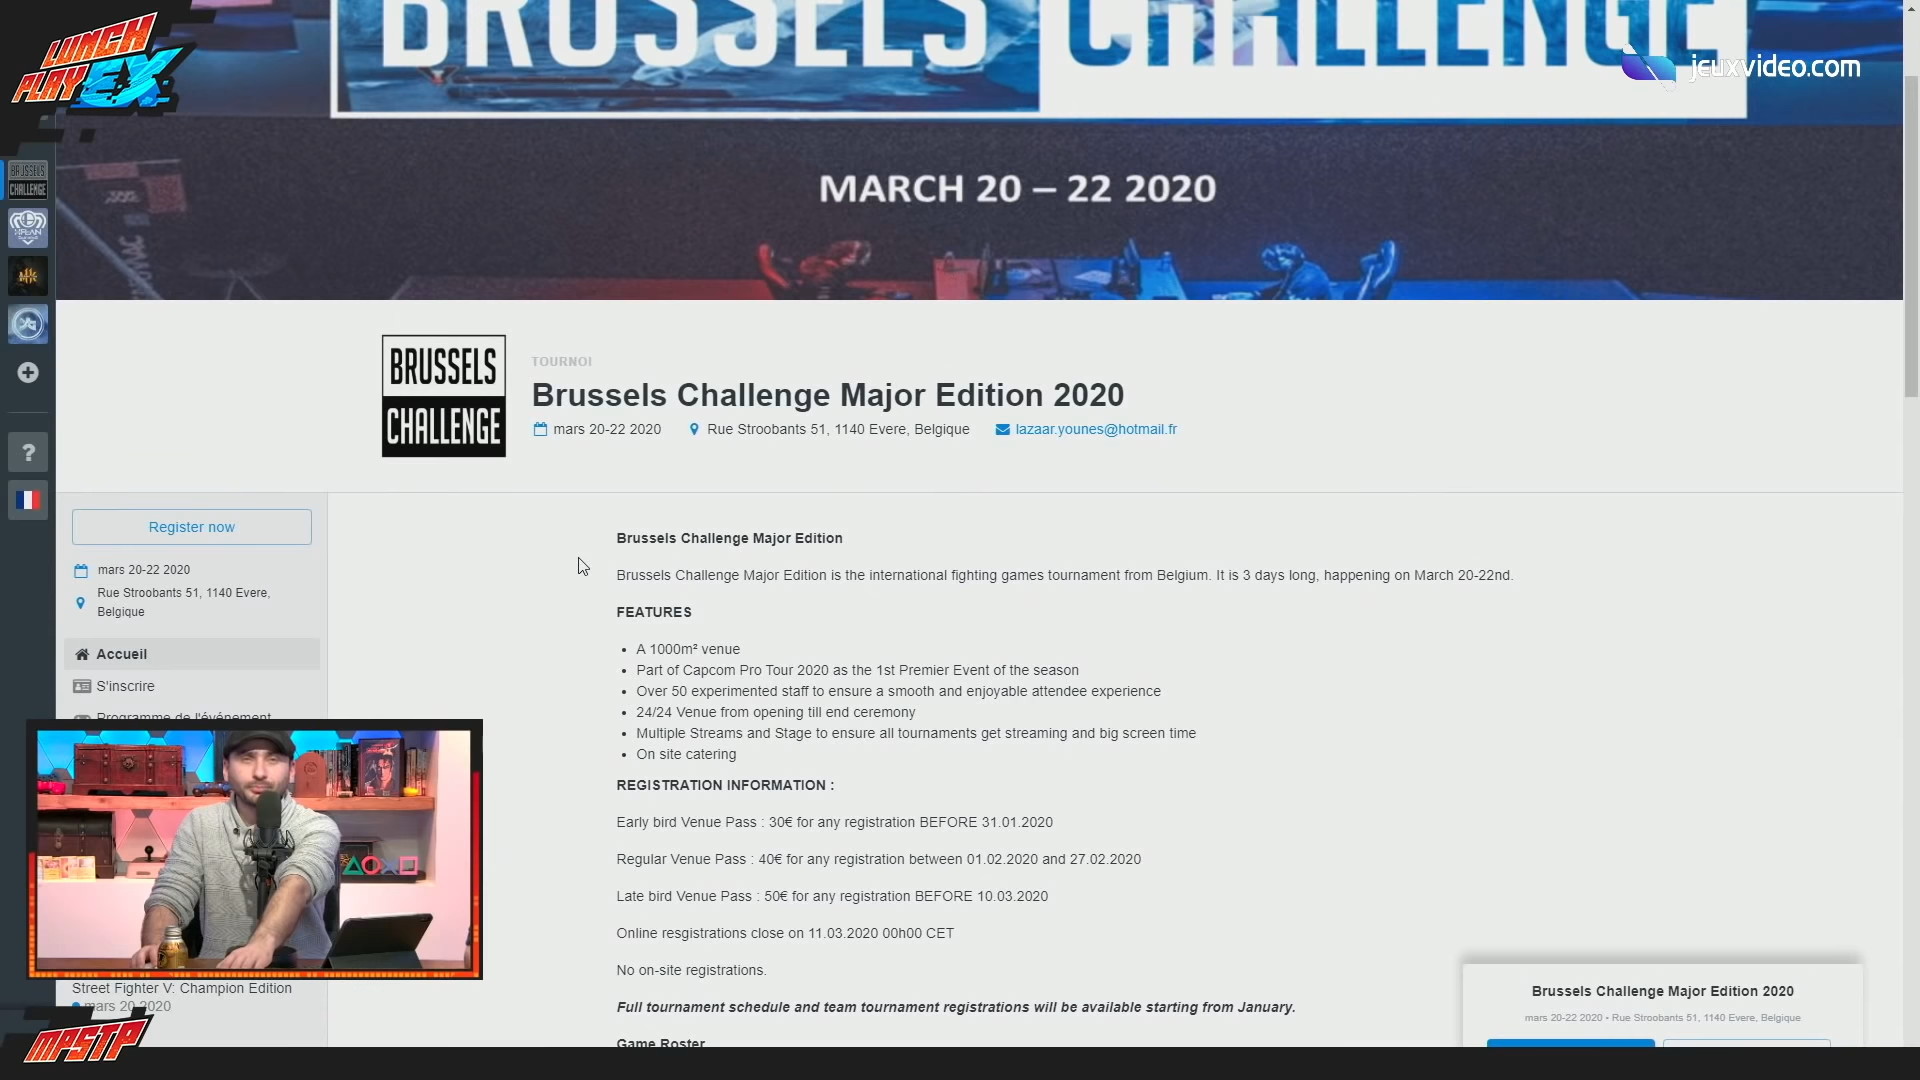 LUNCH
PLAY EX
BRUSSELS CHALLENGE
jeuxvideo.com
MARCH 20 – 22 2020
BRUSSELS
CHALLENGE
BRUSSELS
CHALLENGE
TOURNOI
Brussels Challenge Major Edition 2020
mars 20-22 2020
Rue Stroobants 51, 1140 Evere, Belgique
lazaar.younes@hotmail.fr
?
Register now
mars 20-22 2020
Rue Stroobants 51, 1140 Evere,
Belgique
Accueil
S'inscrire
Programme de l'événement
Street Fighter V: Champion Edition
mars 20 2020
MPSTP
Brussels Challenge Major Edition
Brussels Challenge Major Edition is the international fighting games tournament from Belgium. It is 3 days long, happening on March 20-22nd.
FEATURES
• A 1000m² venue
• Part of Capcom Pro Tour 2020 as the 1st Premier Event of the season
• Over 50 experimented staff to ensure a smooth and enjoyable attendee experience
• 24/24 Venue from opening till end ceremony
• Multiple Streams and Stage to ensure all tournaments get streaming and big screen time
• On site catering
REGISTRATION INFORMATION :
Early bird Venue Pass : 30€ for any registration BEFORE 31.01.2020
Regular Venue Pass : 40€ for any registration between 01.02.2020 and 27.02.2020
Late bird Venue Pass : 50€ for any registration BEFORE 10.03.2020
Online resgistrations close on 11.03.2020 00h00 CET
No on-site registrations.
Full tournament schedule and team tournament registrations will be available starting from January.
Game Roster
Brussels Challenge Major Edition 2020
mars 20-22 2020 • Rue Stroobants 51, 1140 Evere, Belgique